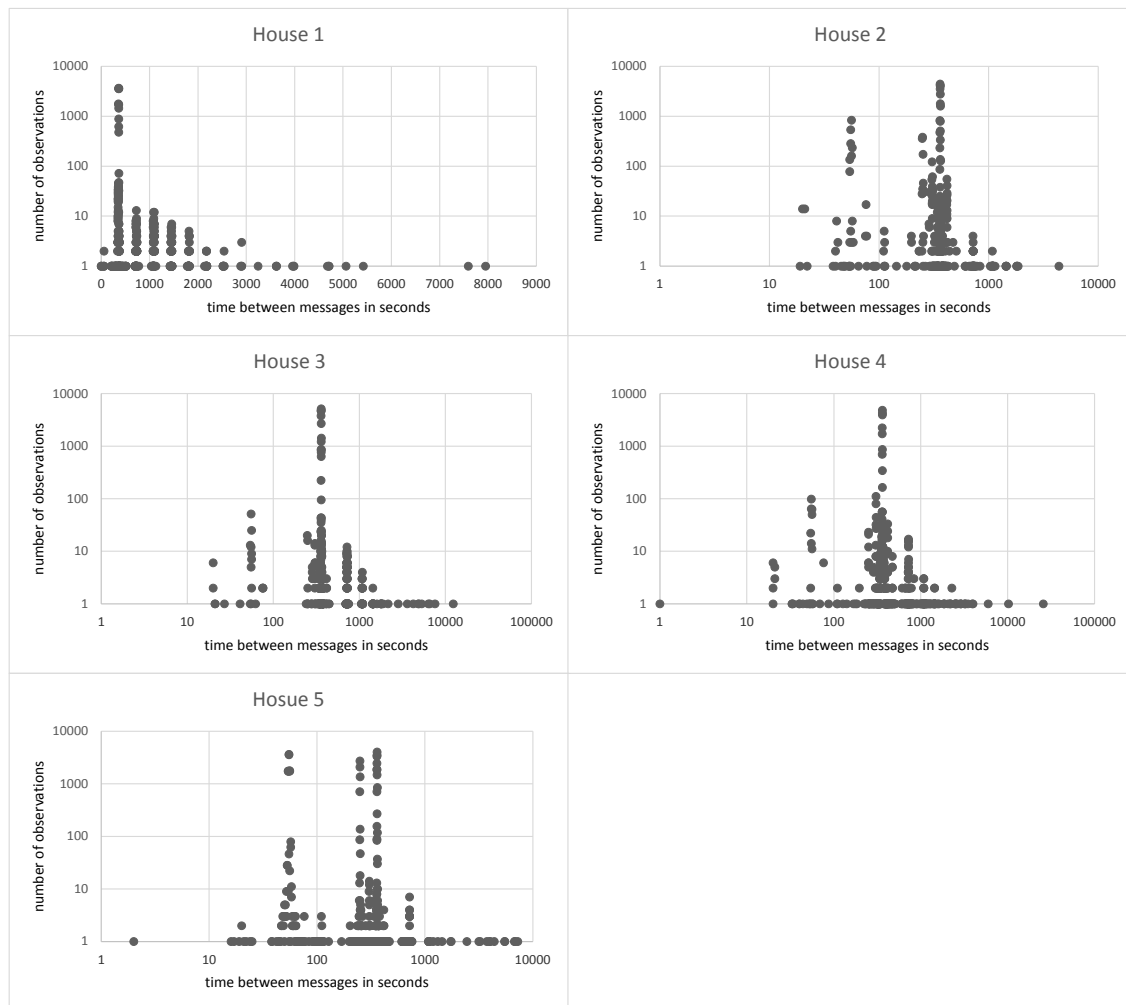 House 1
number of observations
10000
1000
100
10
1
0 1000 2000 3000 4000 5000 6000 7000 8000 9000
time between messages in seconds
House 2
number of observations
10000
1000
100
10
1
1 10 100 1000 10000
time between messages in seconds
House 3
number of observations
10000
1000
100
10
1
1 10 100 1000 10000 100000
time between messages in seconds
House 4
number of observations
10000
1000
100
10
1
1 10 100 1000 10000 100000
time between messages in seconds
Hosue 5
number of observations
10000
1000
100
10
1
1 10 100 1000 10000
time between messages in seconds